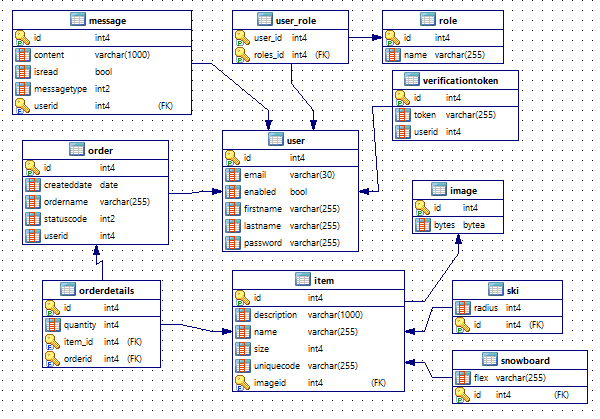 message
id int4
content varchar(1000)
isread bool
messagetype int2
userid int4 (FK)
user_role
user_id int4
roles_id int4 (FK)
role
id int4
name varchar(255)
verificationtoken
id int4
token varchar(255)
userid int4
order
id int4
createddate date
ordername varchar(255)
statuscode int2
userid int4
user
id int4
email varchar(30)
enabled bool
firstname varchar(255)
lastname varchar(255)
password varchar(255)
image
id int4
bytes bytea
orderdetails
id int4
quantity int4
item_id int4 (FK)
orderid int4 (FK)
item
id int4
description varchar(1000)
name varchar(255)
size int4
uniquecode varchar(255)
imageid int4 (FK)
ski
radius int4
id int4 (FK)
snowboard
flex varchar(255)
id int4 (FK)